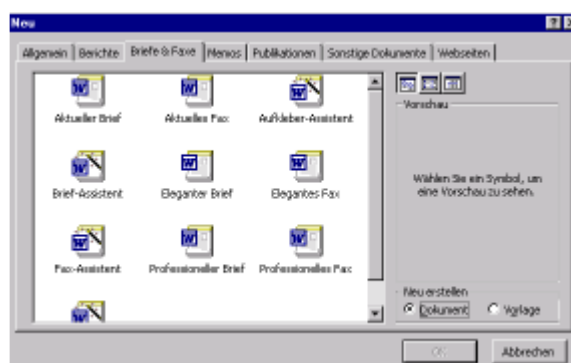 Neu
Allgemein Berichte Briefe & Faxe Memos Publikationen Sonstige Dokumente Webseiten
Aktueller Brief Aktuelles Fax Aufkleber-Assistent
Vorschau
Brief-Assistent Eleganter Brief Elegantes Fax
Wählen Sie ein Symbol, um
eine Vorschau zu sehen.
Fax-Assistent Professioneller Brief Professionelles Fax
Neu erstellen
Dokument Vorlage
OK Abbrechen